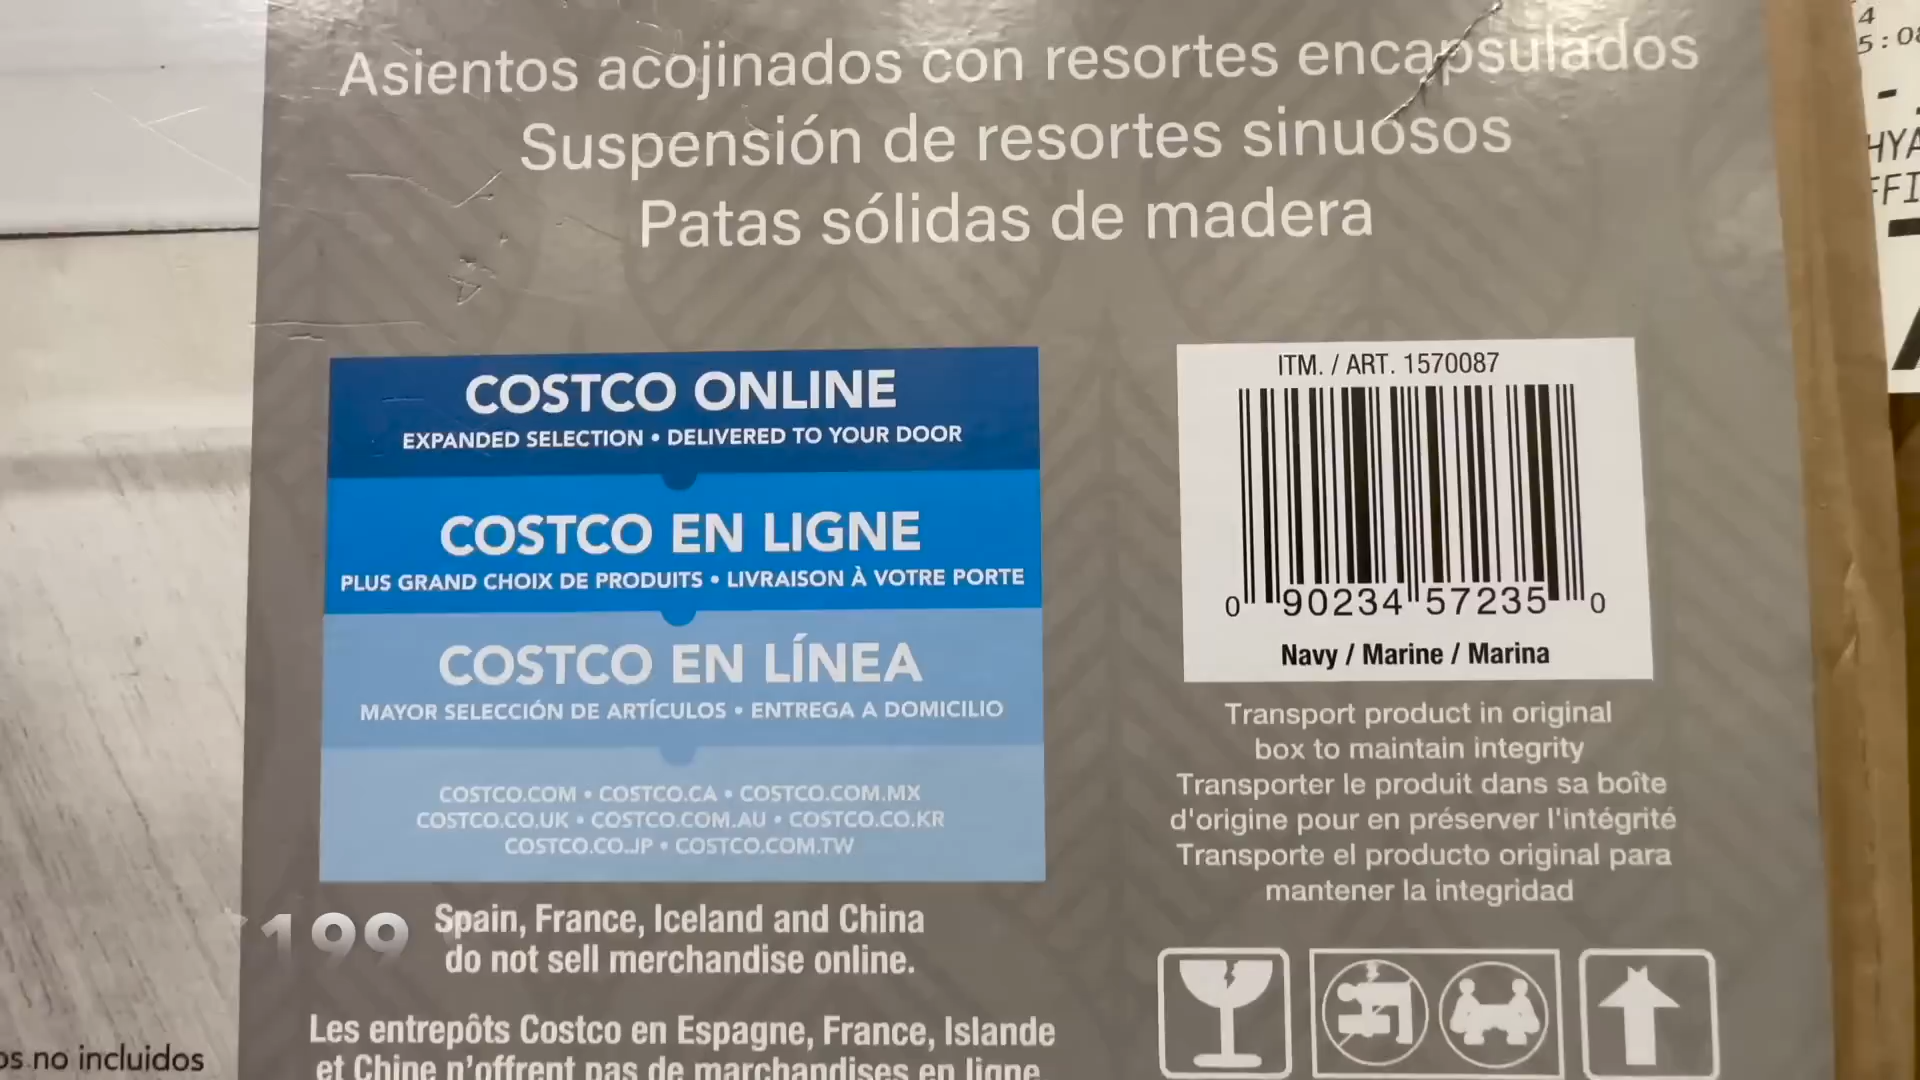 Asientos acojinados con resortes encapsulados
Suspensión de resortes sinuosos
Patas sólidas de madera
COSTCO ONLINE
EXPANDED SELECTION • DELIVERED TO YOUR DOOR
COSTCO EN LIGNE
PLUS GRAND CHOIX DE PRODUITS • LIVRAISON À VOTRE PORTE
COSTCO EN LÍNEA
MAYOR SELECCIÓN DE ARTÍCULOS • ENTREGA A DOMICILIO
COSTCO.COM • COSTCO.CA • COSTCO.COM.MX
COSTCO.CO.UK • COSTCO.COM.AU • COSTCO.CO.KR
COSTCO.CO.JP • COSTCO.COM.TW
199
Spain, France, Iceland and China
do not sell merchandise online.
Les entrepôts Costco en Espagne, France, Islande
et Chine n'offrent pas de marchandises en ligne
no incluidos
ITM. / ART. 1570087
0 90234 57235 0
Navy / Marine / Marina
Transport product in original
box to maintain integrity
Transporter le produit dans sa boîte
d'origine pour en préserver l'intégrité
Transporte el producto original para
mantener la integridad